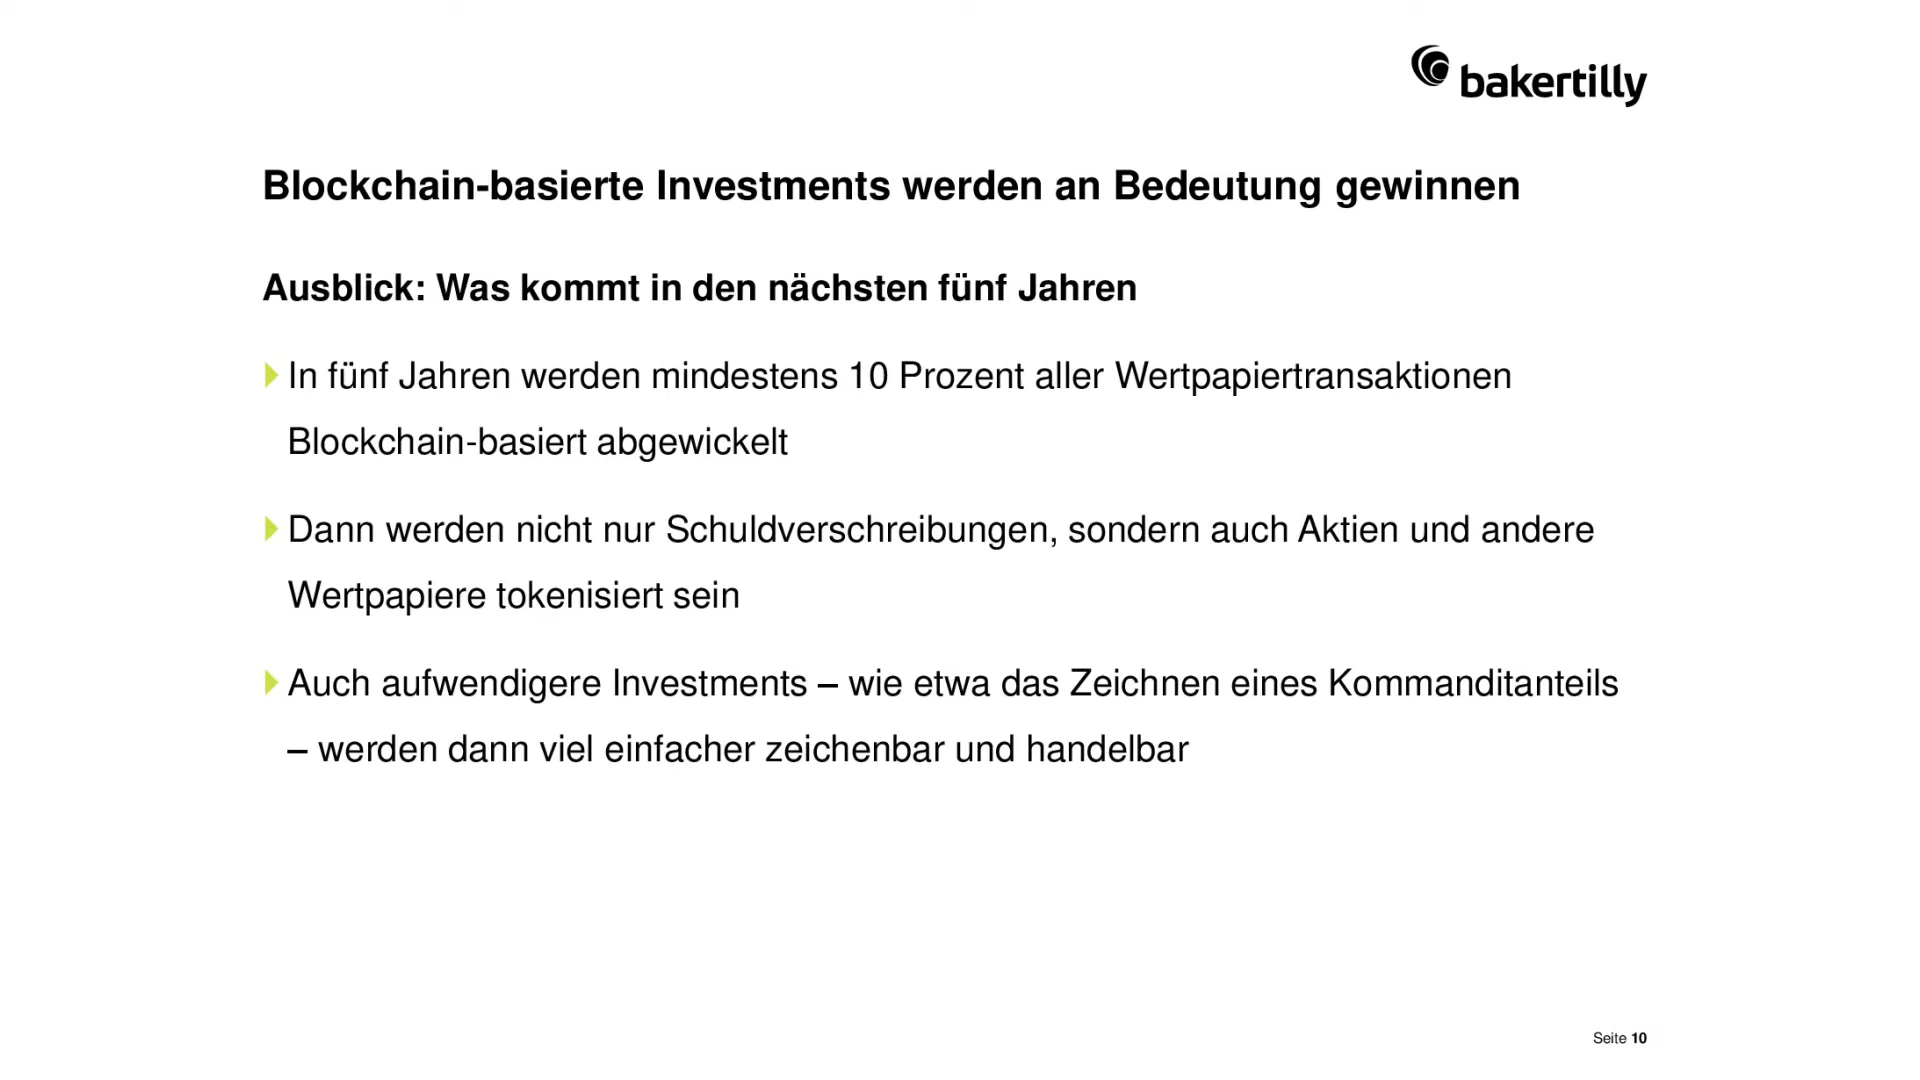 bakertilly
Blockchain-basierte Investments werden an Bedeutung gewinnen
Ausblick: Was kommt in den nächsten fünf Jahren
In fünf Jahren werden mindestens 10 Prozent aller Wertpapiertransaktionen
Blockchain-basiert abgewickelt
Dann werden nicht nur Schuldverschreibungen, sondern auch Aktien und andere
Wertpapiere tokenisiert sein
Auch aufwendigere Investments – wie etwa das Zeichnen eines Kommanditanteils
– werden dann viel einfacher zeichenbar und handelbar
Seite 10